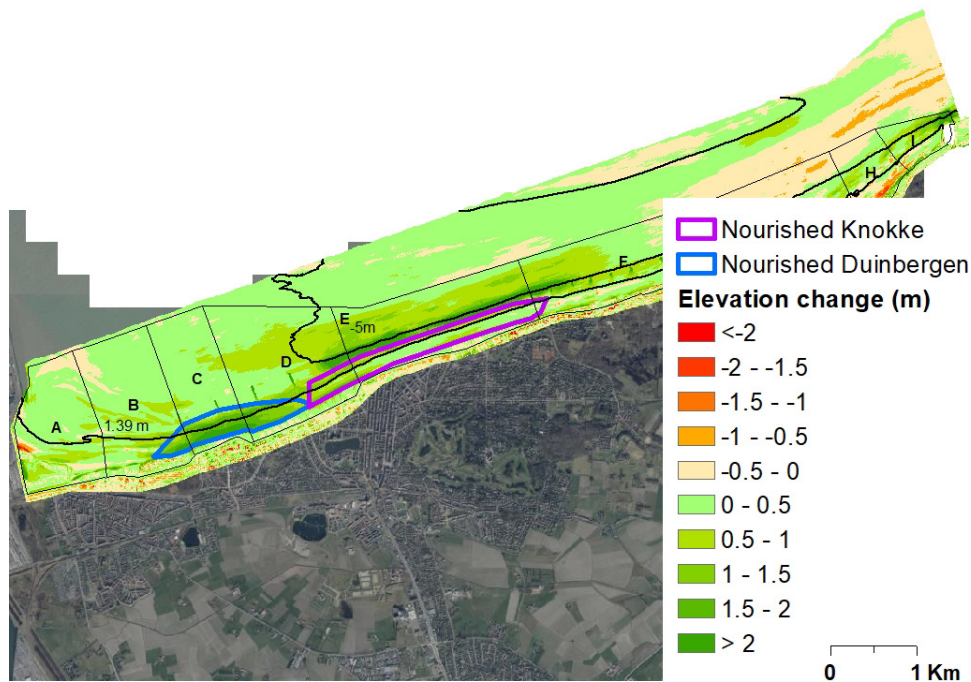 I
H
F
E
-5m
D
C
B
A
1.39 m
Nourished Knokke
Nourished Duinbergen
Elevation change (m)
<-2
-2 - -1.5
-1.5 - -1
-1 - -0.5
-0.5 - 0
0 - 0.5
0.5 - 1
1 - 1.5
1.5 - 2
> 2
0 1 Km